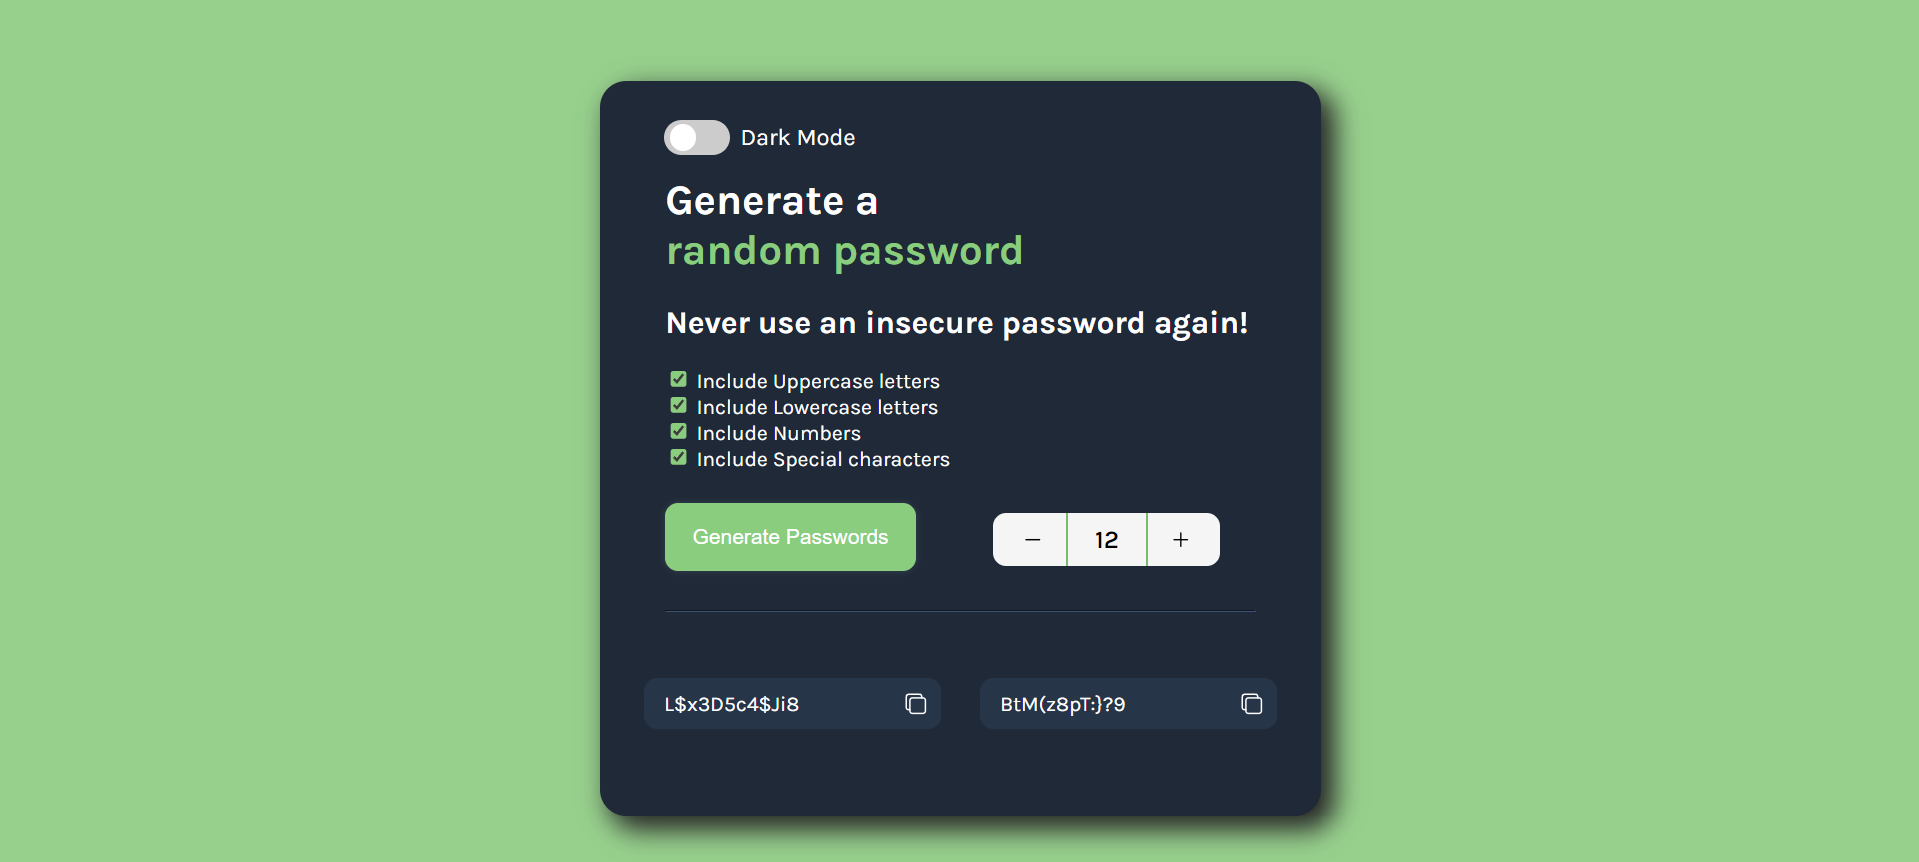 Dark Mode
Generate a
random password
Never use an insecure password again!
Include Uppercase letters
Include Lowercase letters
Include Numbers
Include Special characters
Generate Passwords
− 12 +
L$x3D5c4$Ji8
BtM(z8pT:}?9